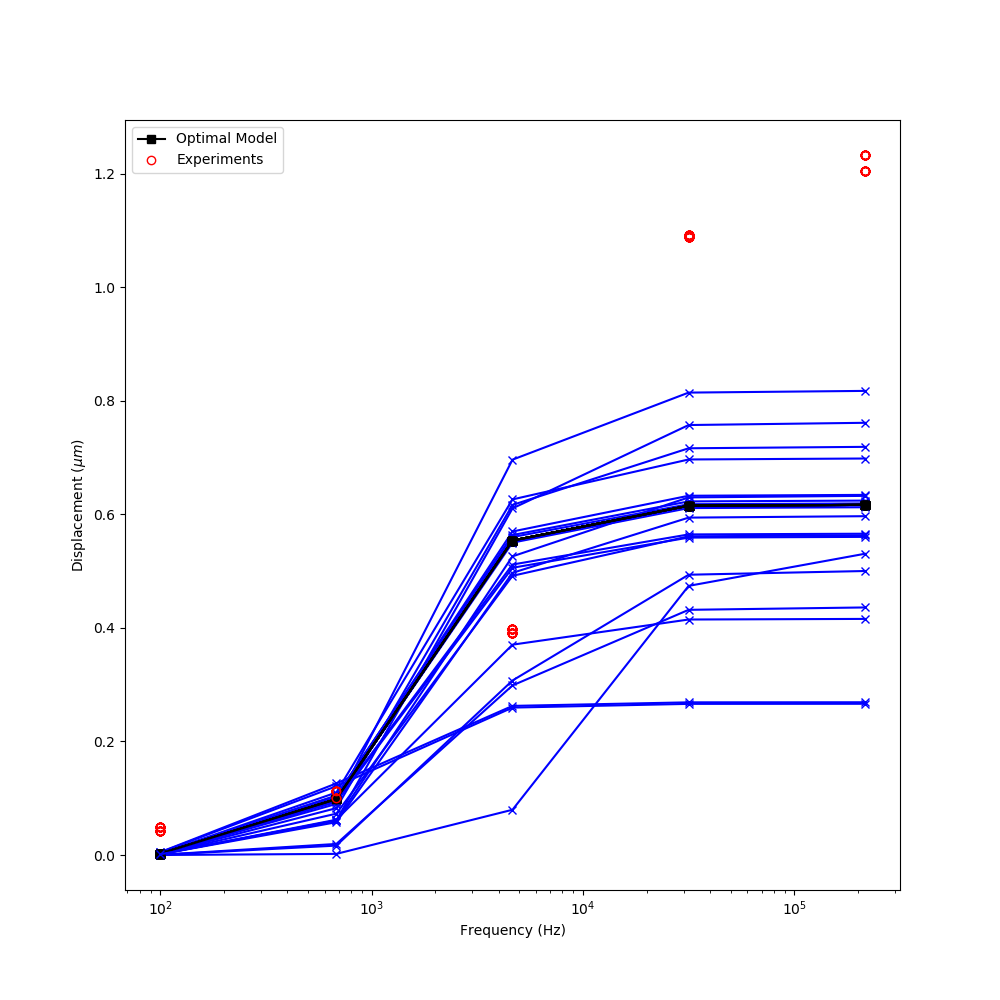 Optimal Model
Experiments
1.2
1.0
0.8
0.6
0.4
0.2
0.0
Displacement (μm)
10²
10³
10⁴
10⁵
Frequency (Hz)